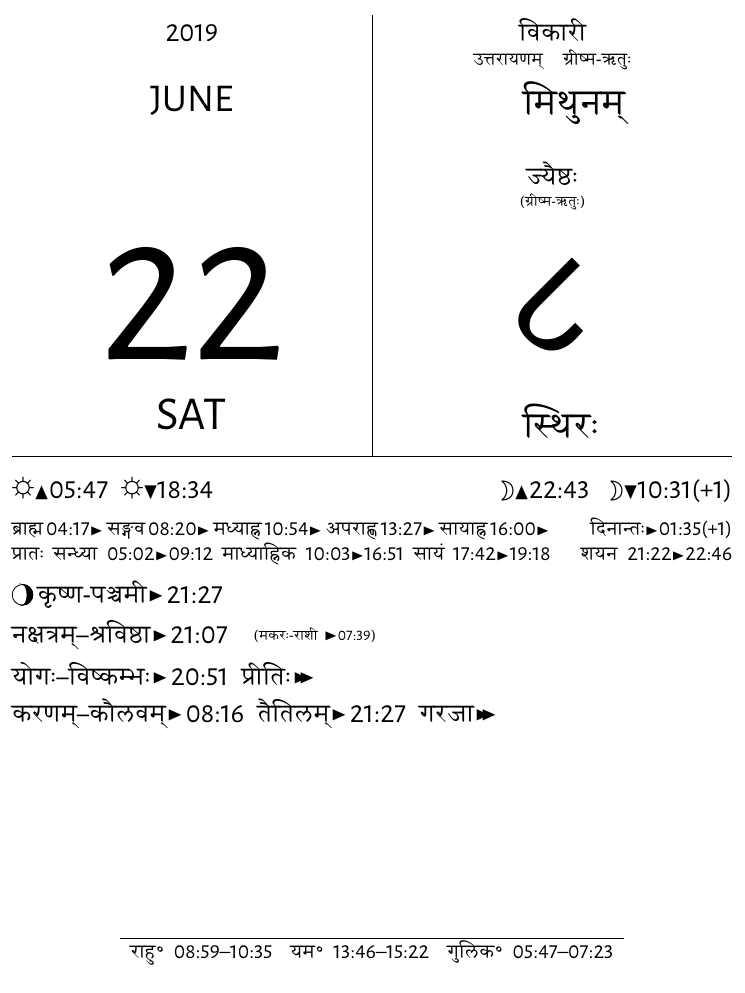 2019
JUNE
22
SAT
विकारी
उत्तरायणम् ग्रीष्म-ऋतुः
मिथुनम्
ज्यैष्ठः
(ग्रीष्म-ऋतुः)
८
स्थिरः
☼▲05:47 ☼▼18:34 ☽▲22:43 ☽▼10:31(+1)
ब्राह्म 04:17► सङ्गव 08:20► मध्याह्न 10:54► अपराह्ण 13:27► सायाह्न 16:00► दिनान्तः►01:35(+1)
प्रातः सन्ध्या 05:02►09:12 माध्याह्निक 10:03►16:51 सायं 17:42►19:18 शयन 21:22►22:46
कृष्ण-पञ्चमी► 21:27
नक्षत्रम्–श्रविष्ठा► 21:07 (मकरः-राशी ►07:39)
योगः–विष्कम्भः► 20:51 प्रीतिः►►
करणम्–कौलवम्► 08:16 तैतिलम्► 21:27 गरजा►►
राहु॰ 08:59–10:35 यम॰ 13:46–15:22 गुलिक॰ 05:47–07:23